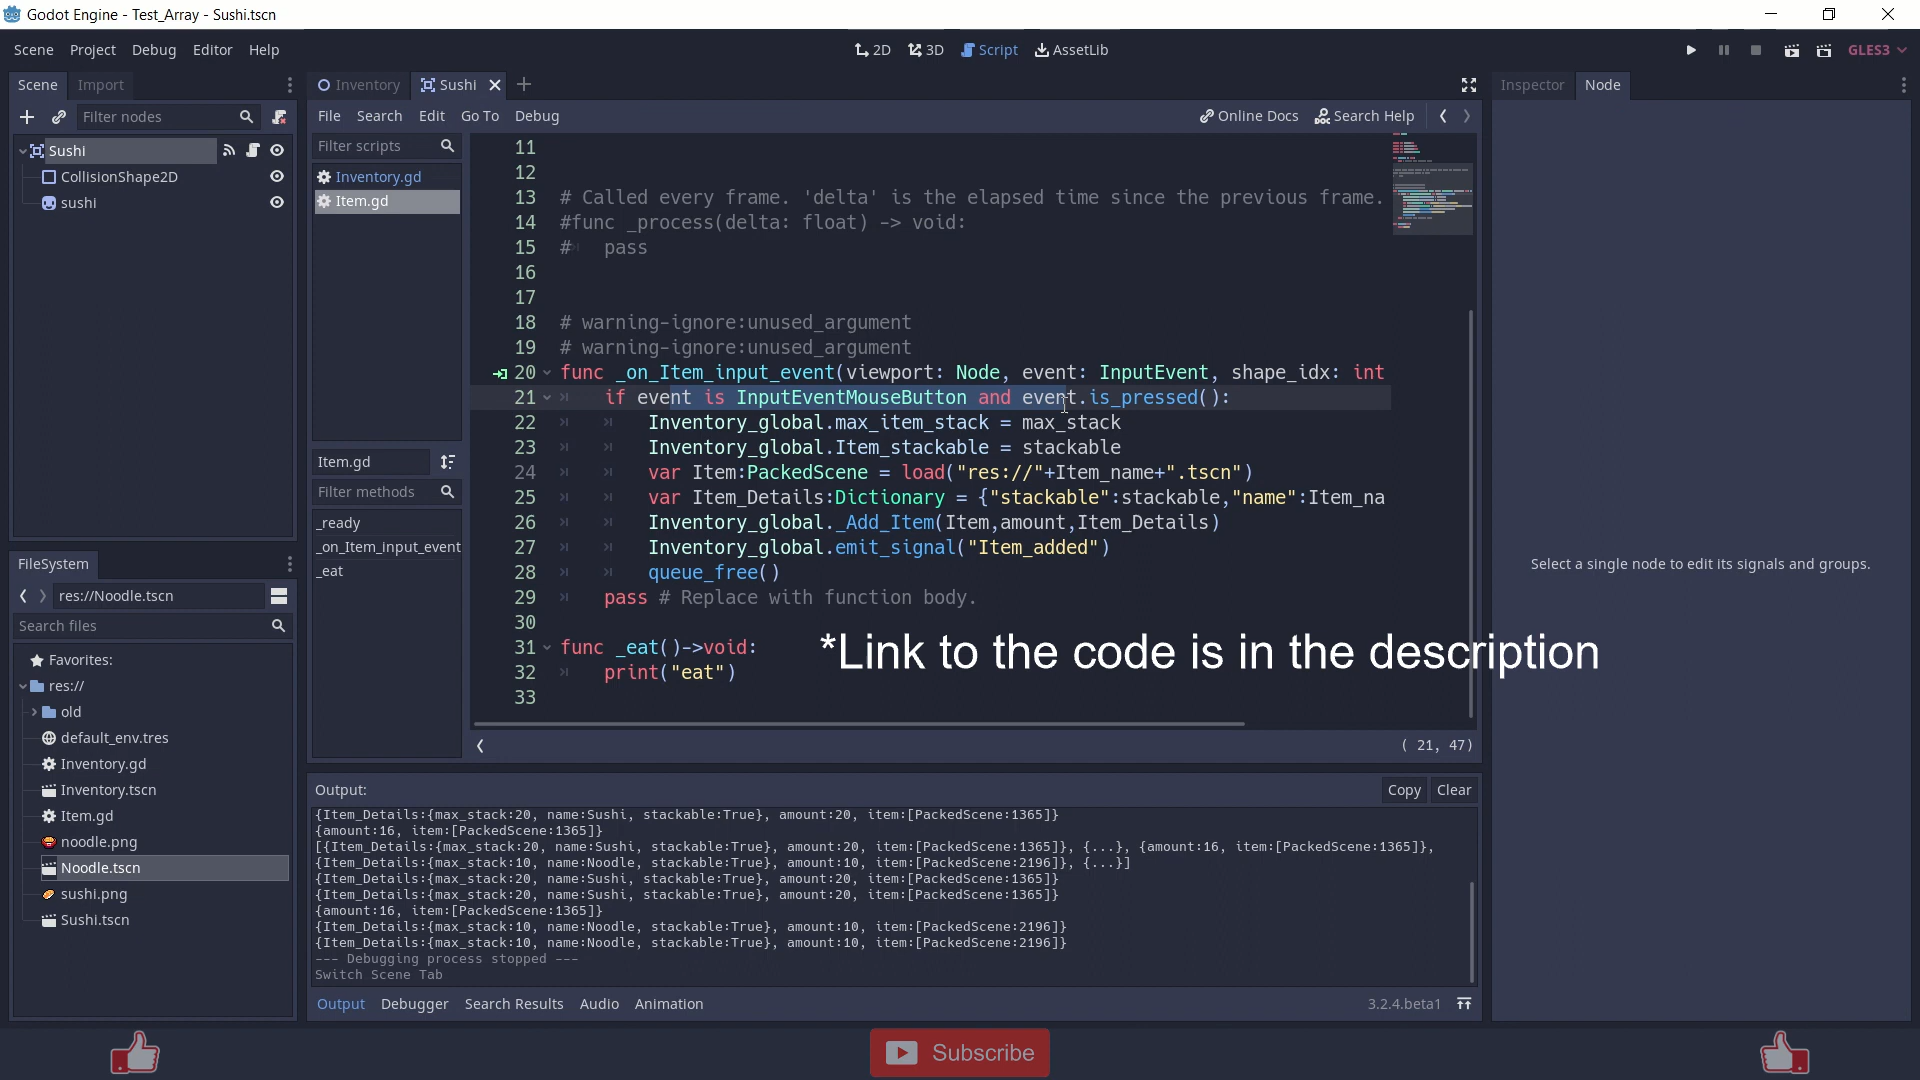 Godot Engine - Test_Array - Sushi.tscn
Scene Project Debug Editor Help
2D 3D Script AssetLib
GLES3
Scene Import
Inventory Sushi
Inspector Node
Filter nodes
File Search Edit Go To Debug
Online Docs Search Help
Sushi
CollisionShape2D
sushi
Filter scripts
Inventory.gd
Item.gd
Item.gd
Filter methods
_ready
_on_Item_input_event
_eat
11
12
13 # Called every frame. 'delta' is the elapsed time since the previous frame.
14 #func _process(delta: float) -> void:
15 # pass
16
17
18 # warning-ignore:unused_argument
19 # warning-ignore:unused_argument
20 func _on_Item_input_event(viewport: Node, event: InputEvent, shape_idx: int
21 if event is InputEventMouseButton and event.is_pressed():
22 Inventory_global.max_item_stack = max_stack
23 Inventory_global.Item_stackable = stackable
24 var Item:PackedScene = load("res://"+Item_name+".tscn")
25 var Item_Details:Dictionary = {"stackable":stackable,"name":Item_na
26 Inventory_global._Add_Item(Item,amount,Item_Details)
27 Inventory_global.emit_signal("Item_added")
28 queue_free()
29 pass # Replace with function body.
30
31 func _eat()->void:
32 print("eat")
33
*Link to the code is in the description
( 21, 47)
Select a single node to edit its signals and groups.
FileSystem
res://Noodle.tscn
Search files
Favorites:
res://
old
default_env.tres
Inventory.gd
Inventory.tscn
Item.gd
noodle.png
Noodle.tscn
sushi.png
Sushi.tscn
Output:
Copy Clear
{Item_Details:{max_stack:20, name:Sushi, stackable:True}, amount:20, item:[PackedScene:1365]}
{amount:16, item:[PackedScene:1365]}
[{Item_Details:{max_stack:20, name:Sushi, stackable:True}, amount:20, item:[PackedScene:1365]}, {...}, {amount:16, item:[PackedScene:1365]},
{Item_Details:{max_stack:10, name:Noodle, stackable:True}, amount:10, item:[PackedScene:2196]}, {...}]
{Item_Details:{max_stack:20, name:Sushi, stackable:True}, amount:20, item:[PackedScene:1365]}
{Item_Details:{max_stack:20, name:Sushi, stackable:True}, amount:20, item:[PackedScene:1365]}
{amount:16, item:[PackedScene:1365]}
{Item_Details:{max_stack:10, name:Noodle, stackable:True}, amount:10, item:[PackedScene:2196]}
{Item_Details:{max_stack:10, name:Noodle, stackable:True}, amount:10, item:[PackedScene:2196]}
--- Debugging process stopped ---
Switch Scene Tab
Output Debugger Search Results Audio Animation
3.2.4.beta1
Subscribe